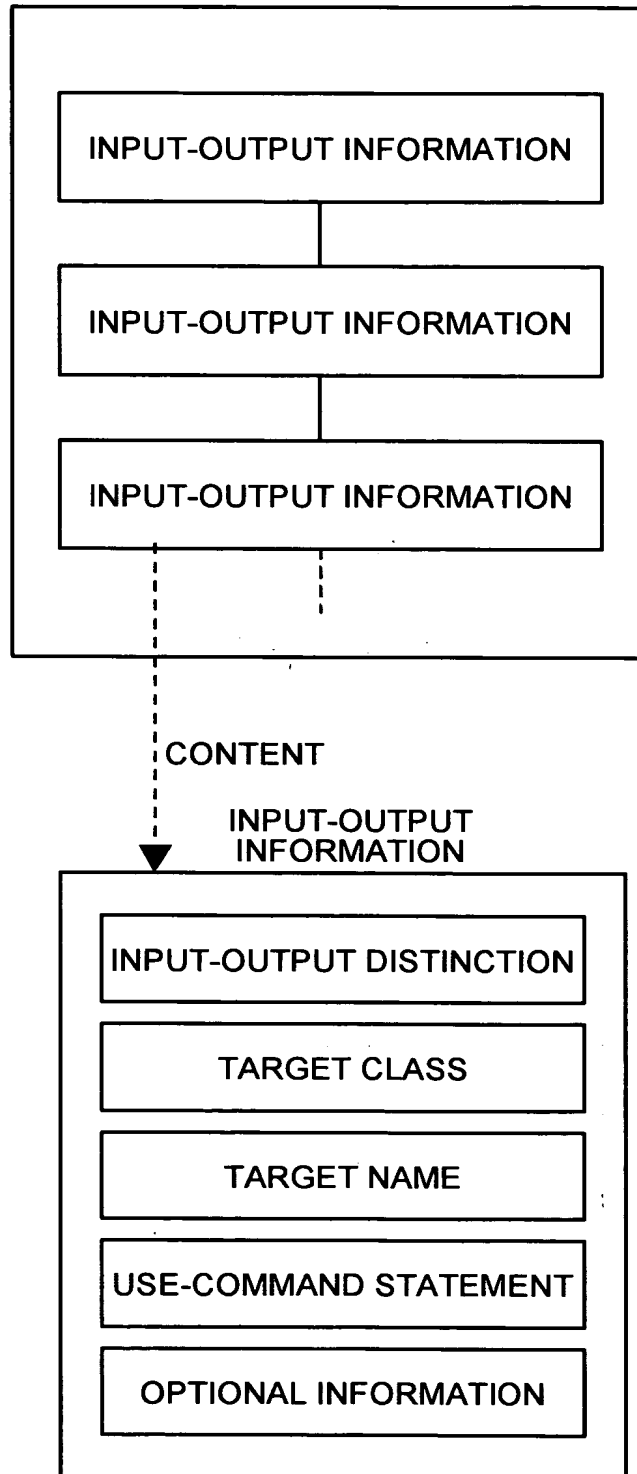 INPUT-OUTPUT INFORMATION
INPUT-OUTPUT INFORMATION
INPUT-OUTPUT INFORMATION
CONTENT
INPUT-OUTPUT
INFORMATION
INPUT-OUTPUT DISTINCTION
TARGET CLASS
TARGET NAME
USE-COMMAND STATEMENT
OPTIONAL INFORMATION